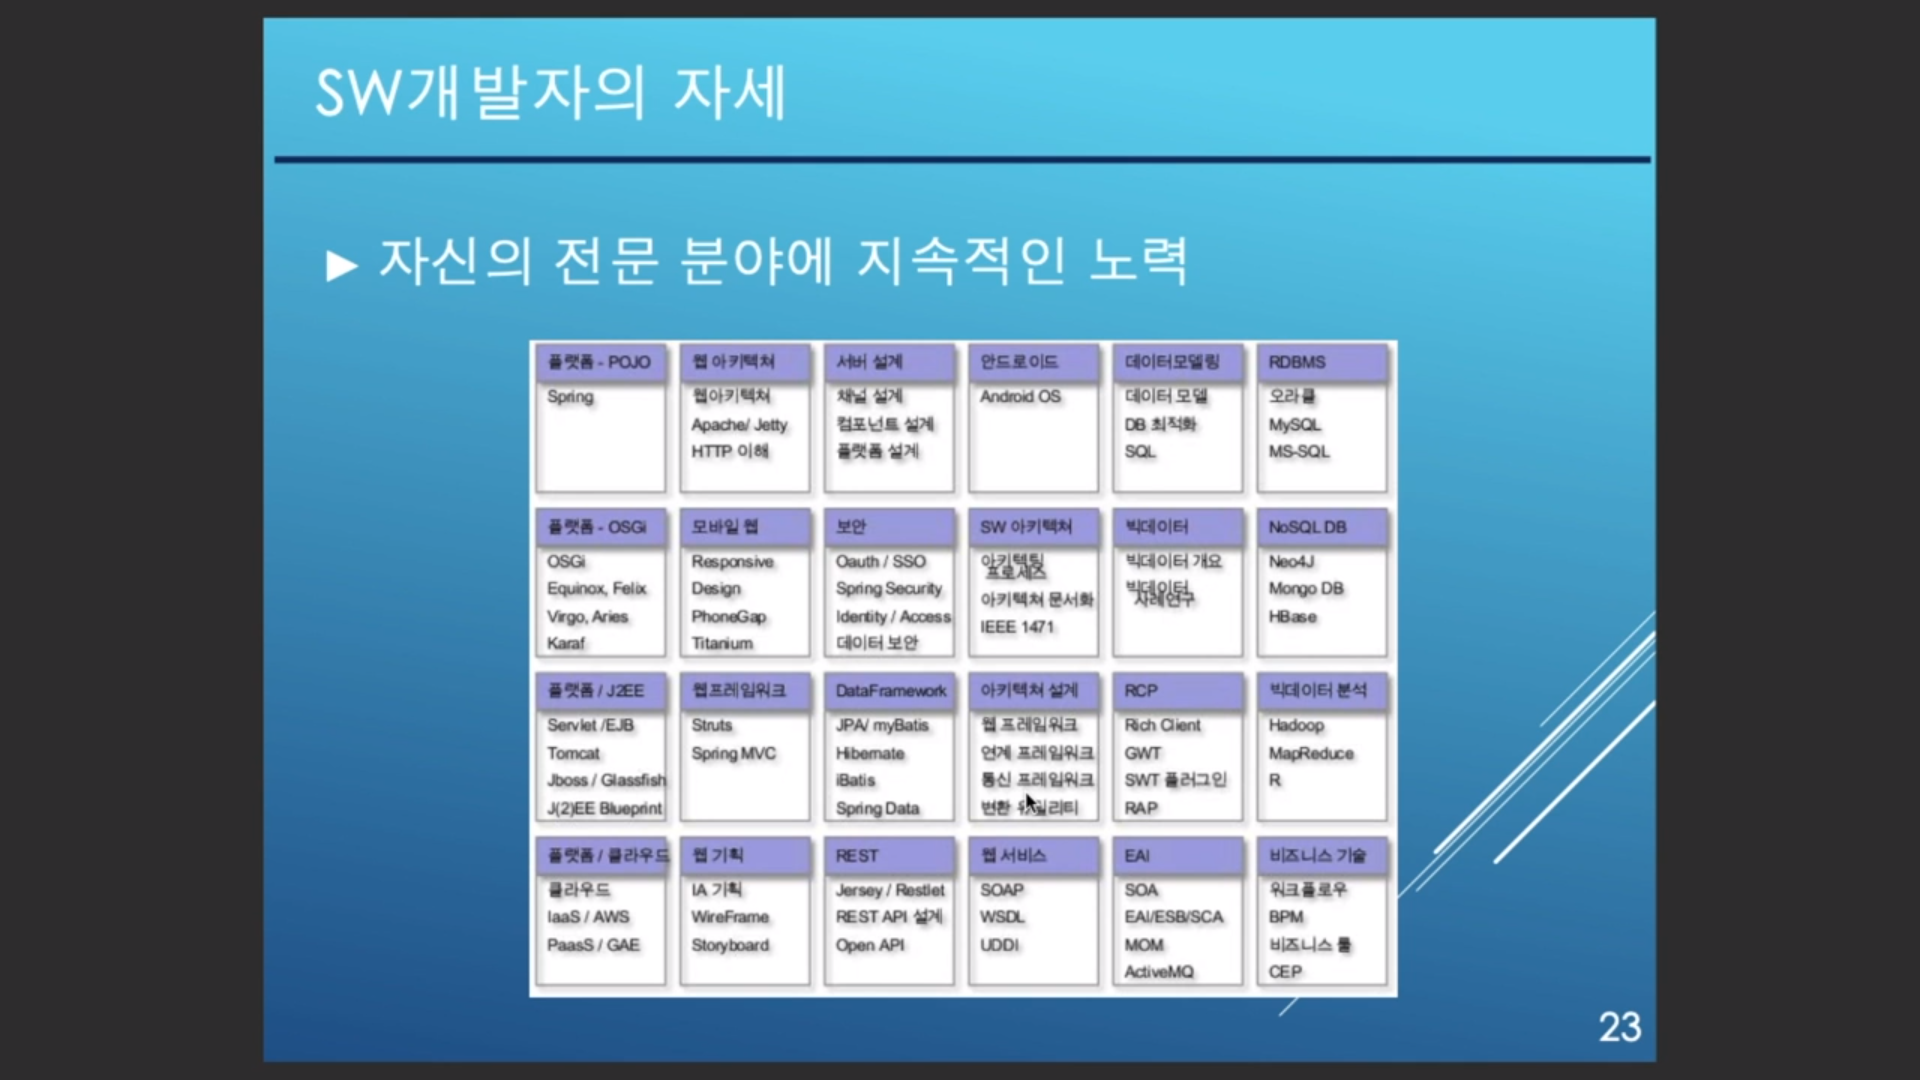 SW개발자의 자세
▶ 자신의 전문 분야에 지속적인 노력
플랫폼 - POJO
Spring
웹 아키텍쳐
웹아키텍쳐
Apache/ Jetty
HTTP 이해
서버 설계
채널 설계
컴포넌트 설계
플랫폼 설계
안드로이드
Android OS
데이터모델링
데이터 모델
DB 최적화
SQL
RDBMS
오라클
MySQL
MS-SQL
플랫폼 - OSGi
OSGi
Equinox, Felix
Virgo, Aries
Karaf
모바일 웹
Responsive
Design
PhoneGap
Titanium
보안
Oauth / SSO
Spring Security
Identity / Access
데이터 보안
SW 아키텍쳐
아키텍팅
프로세스
아키텍쳐 문서화
IEEE 1471
빅데이터
빅데이터 개요
빅데이터
사례연구
NoSQL DB
Neo4J
Mongo DB
HBase
플랫폼 / J2EE
Servlet /EJB
Tomcat
Jboss / Glassfish
J(2)EE Blueprint
웹프레임워크
Struts
Spring MVC
DataFramework
JPA/ myBatis
Hibernate
iBatis
Spring Data
아키텍쳐 설계
웹 프레임워크
연계 프레임워크
통신 프레임워크
변환 유틸리티
RCP
Rich Client
GWT
SWT 플러그인
RAP
빅데이터 분석
Hadoop
MapReduce
R
플랫폼 / 클라우드
클라우드
IaaS / AWS
PaasS / GAE
웹 기획
IA 기획
WireFrame
Storyboard
REST
Jersey / Restlet
REST API 설계
Open API
웹 서비스
SOAP
WSDL
UDDI
EAI
SOA
EAI/ESB/SCA
MOM
ActiveMQ
비즈니스 기술
워크플로우
BPM
비즈니스 룰
CEP
23